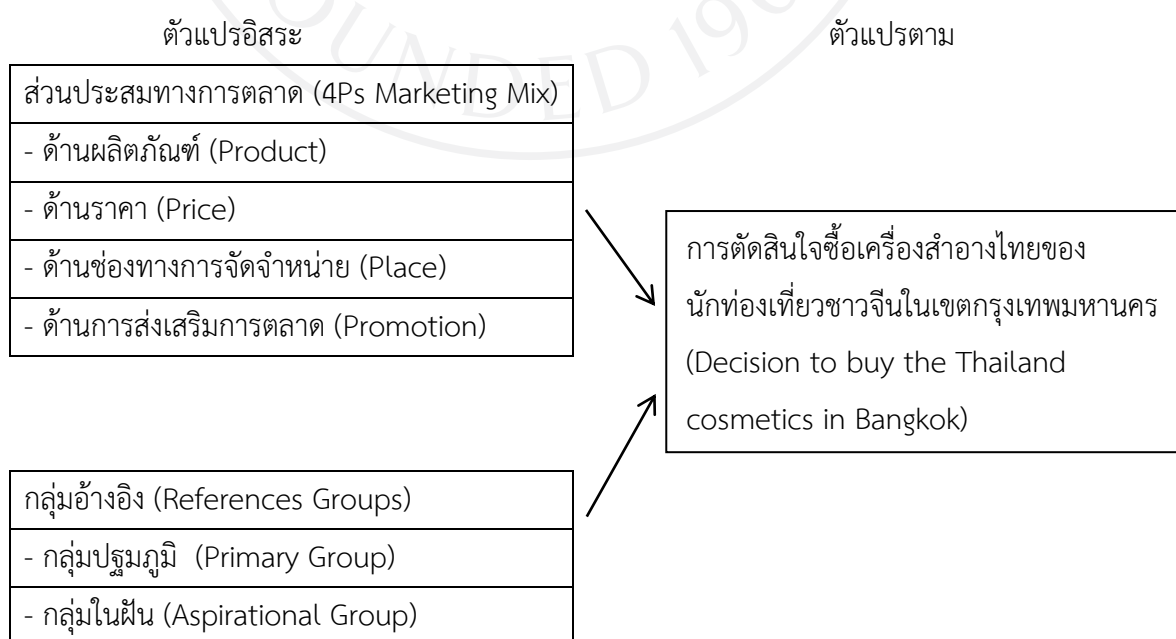 ตัวแปรอิสระ
ตัวแปรตาม
ส่วนประสมทางการตลาด (4Ps Marketing Mix)
- ด้านผลิตภัณฑ์ (Product)
- ด้านราคา (Price)
- ด้านช่องทางการจัดจำหน่าย (Place)
- ด้านการส่งเสริมการตลาด (Promotion)
การตัดสินใจซื้อเครื่องสำอางไทยของ
นักท่องเที่ยวชาวจีนในเขตกรุงเทพมหานคร
(Decision to buy the Thailand
cosmetics in Bangkok)
กลุ่มอ้างอิง (References Groups)
- กลุ่มปฐมภูมิ (Primary Group)
- กลุ่มในฝัน (Aspirational Group)